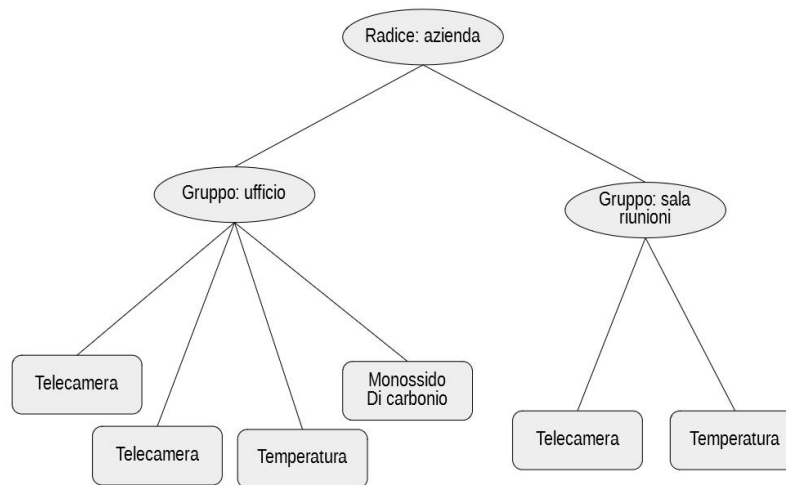 Radice: azienda
Gruppo: ufficio
Gruppo: sala
riunioni
Telecamera
Monossido
Di carbonio
Telecamera
Temperatura
Telecamera
Temperatura